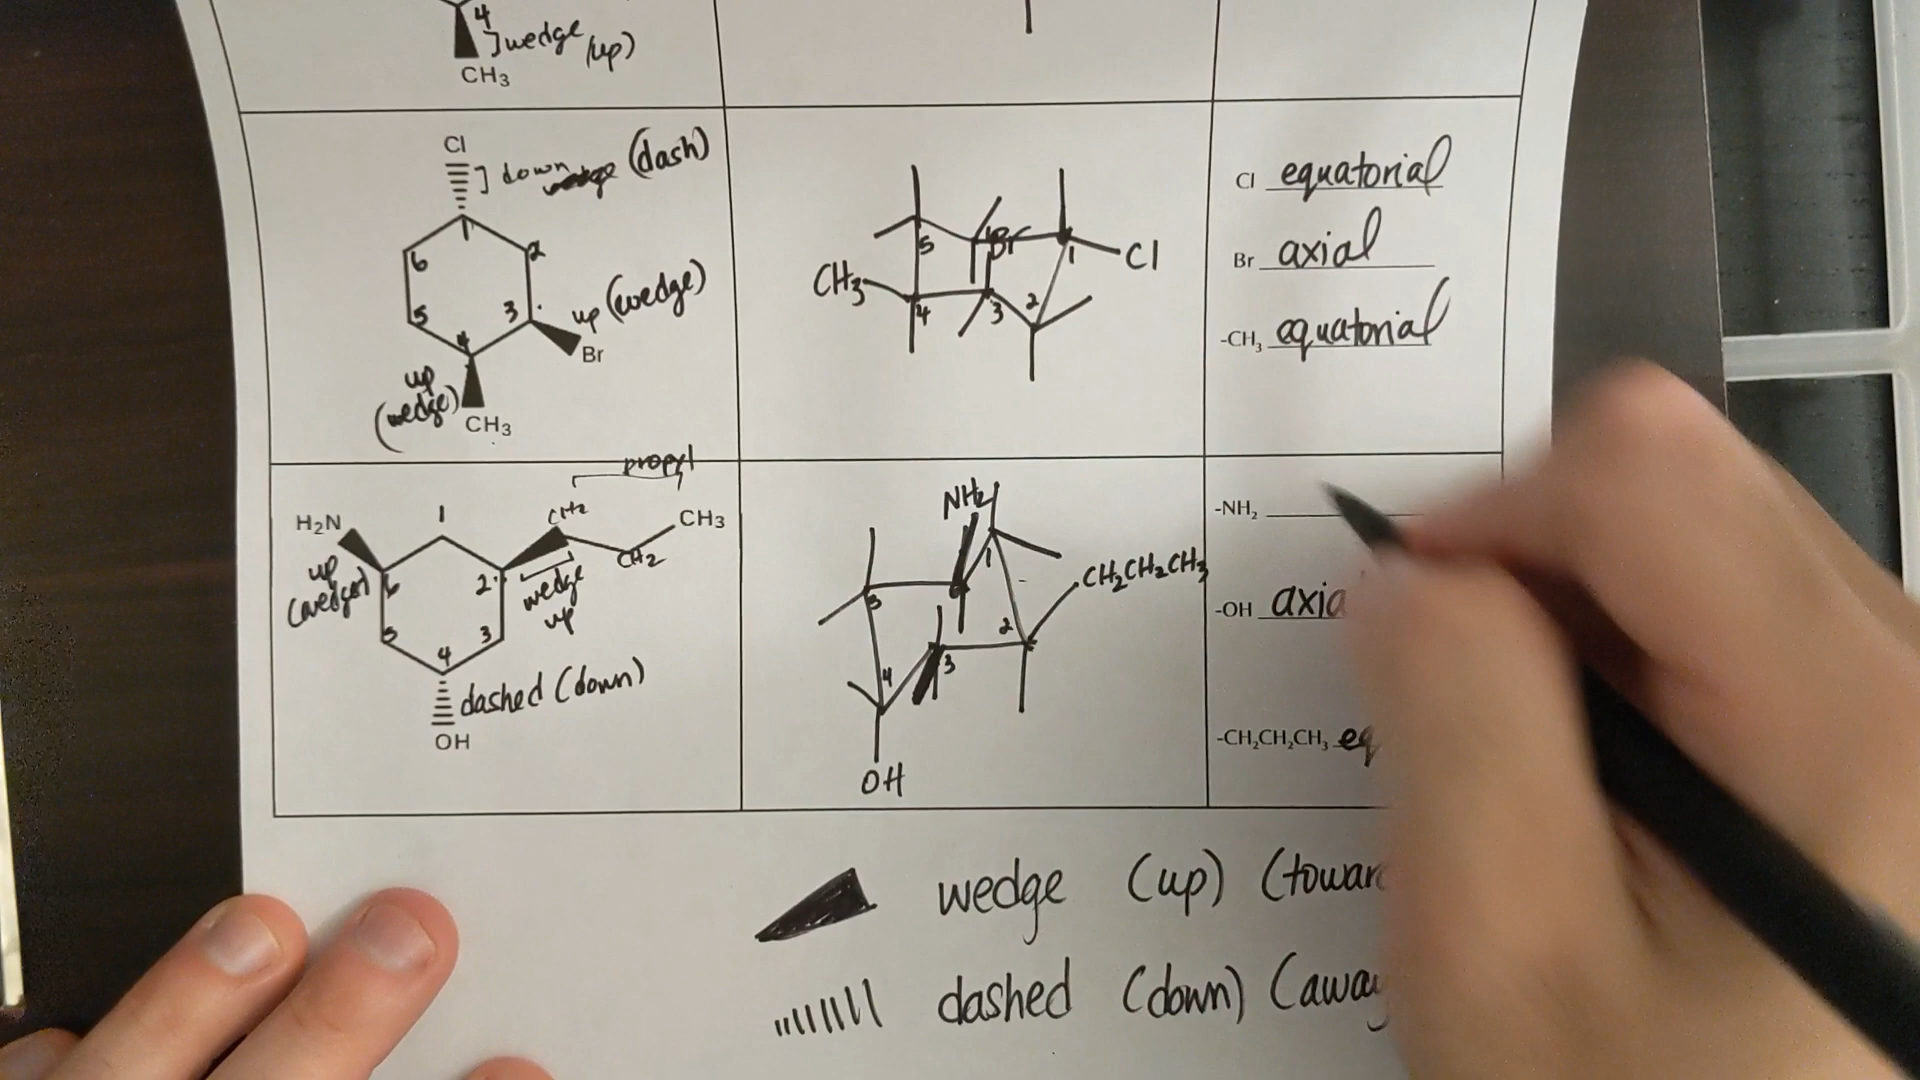 4
]wedge (up)
CH3
Cl
] down (dash)
1
6
2
5
3
4
up (wedge)
Br
up
(wedge)
CH3
5
6
Br
1
Cl
CH3
4
3
2
Cl equatorial
Br axial
-CH3 equatorial
propyl
H2N
1
CH2
CH3
CH2
up
(wedge)
6
2
wedge
up
5
3
4
dashed (down)
OH
NH2
1
CH2CH2CH3
5
6
2
3
4
OH
-NH2
-OH axia
-CH2CH2CH3 eq
wedge (up) (towar
dashed (down) (away